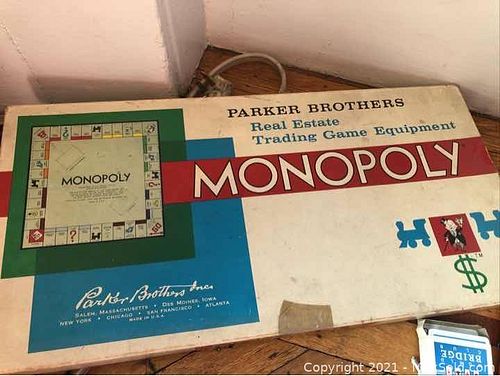 PARKER BROTHERS
Real Estate
Trading Game Equipment
MONOPOLY
TM
$
MONOPOLY
Parker Brothers Inc.
SALEM, MASSACHUSETTS • DES MOINES, IOWA
NEW YORK • CHICAGO • SAN FRANCISCO • ATLANTA
MADE IN U.S.A.
BRIDGE
Copyright 2021 -